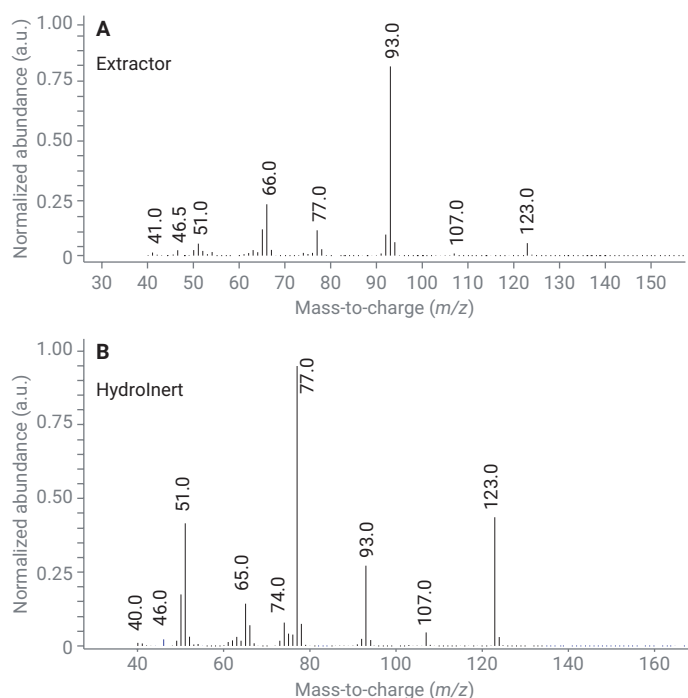 A
Extractor
Normalized abundance (a.u.)
1.00
0.75
0.50
0.25
0
41.0
46.5
51.0
66.0
77.0
93.0
107.0
123.0
30 40 50 60 70 80 90 100 110 120 130 140 150
Mass-to-charge (m/z)
B
HydroInert
Normalized abundance (a.u.)
1.00
0.75
0.50
0.25
0
40.0
46.0
51.0
65.0
74.0
77.0
93.0
107.0
123.0
40 60 80 100 120 140 160
Mass-to-charge (m/z)